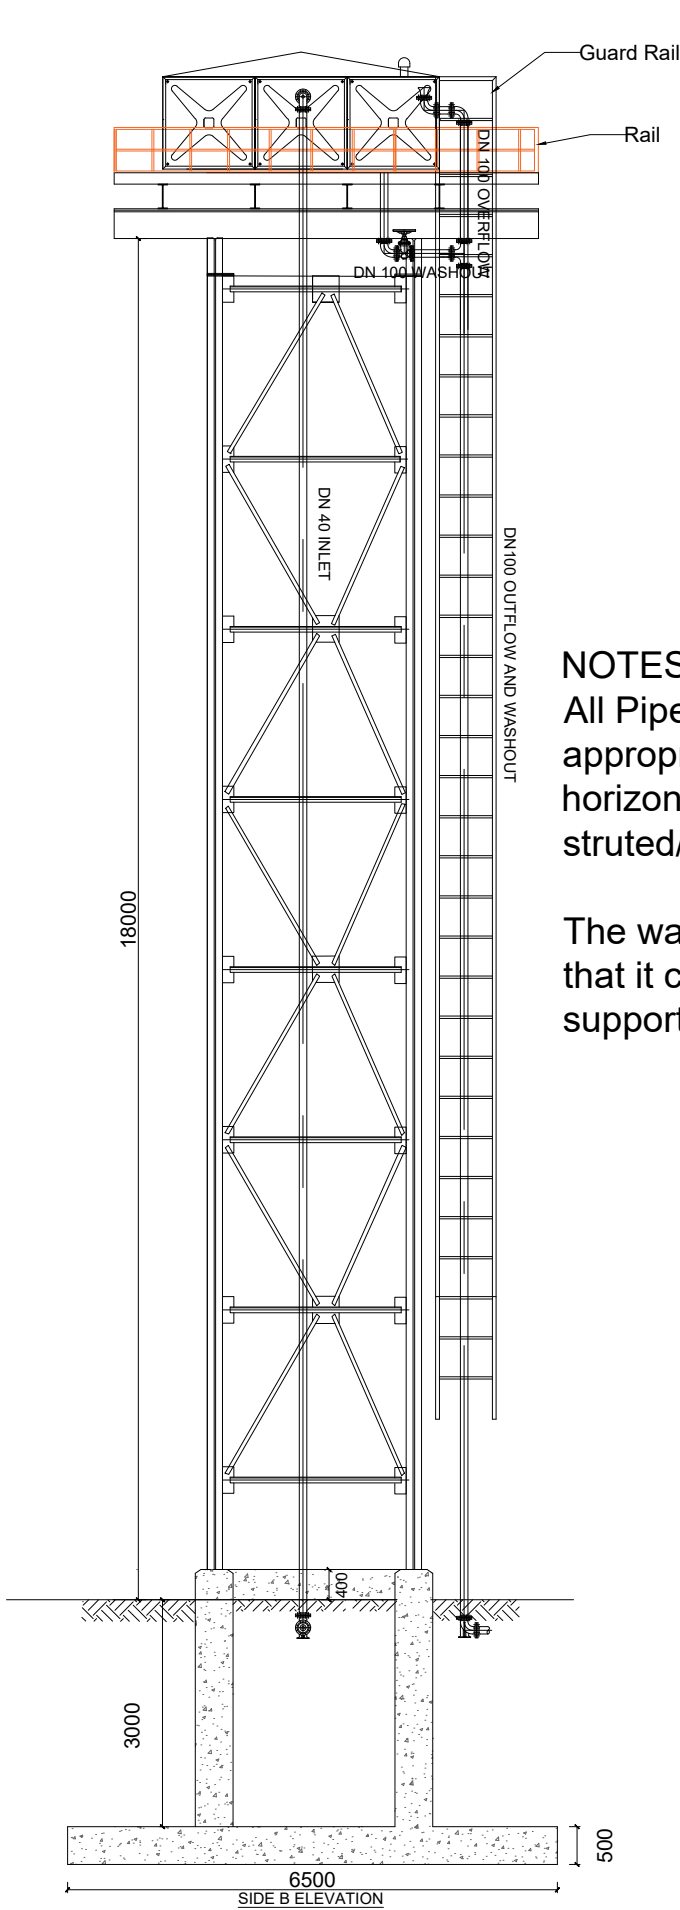 Guard Rail
Rail
DN 100 OVERFLOW
DN 100 WASHOUT
DN 40 INLET
DN100 OUTFLOW AND WASHOUT
NOTES
All Pipe
appropr
horizon
struted/
The wa
that it c
support
18000
400
3000
500
6500
SIDE B ELEVATION